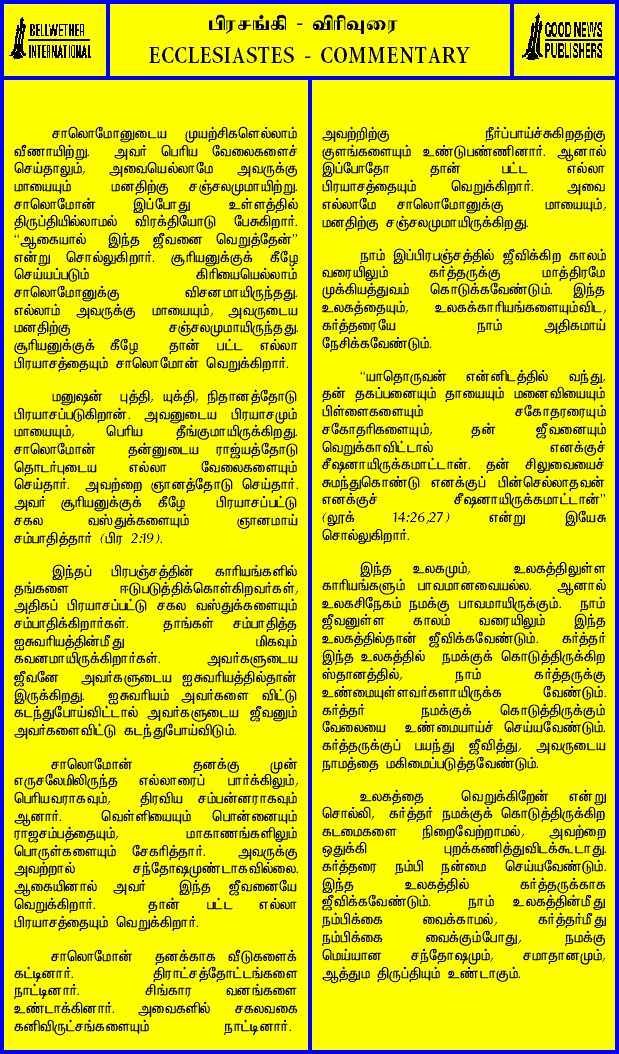 BELLWETHER
INTERNATIONAL
பிரசங்கி - விரிவுரை
ECCLESIASTES - COMMENTARY
GOOD NEWS
PUBLISHERS
சாலொமோனுடைய முயற்சிகளெல்லாம்
வீணாயிற்று. அவர் பெரிய வேலைகளைச்
செய்தாலும், அவையெல்லாமே அவருக்கு
மாயையும் மனதிற்கு சஞ்சலமுமாயிற்று.
சாலொமோன் இப்போது உள்ளத்தில்
திருப்தியில்லாமல் விரக்தியோடு பேசுகிறார்.
“ஆகையால் இந்த ஜீவனை வெறுத்தேன்”
என்று சொல்லுகிறார். சூரியனுக்குக் கீழே
செய்யப்படும் கிரியையெல்லாம்
சாலொமோனுக்கு விசனமாயிருந்தது.
எல்லாம் அவருக்கு மாயையும், அவருடைய
மனதிற்கு சஞ்சலமுமாயிருந்தது.
சூரியனுக்குக் கீழே தான் பட்ட எல்லா
பிரயாசத்தையும் சாலொமோன் வெறுக்கிறார்.
மனுஷன் புத்தி, யுக்தி, நிதானத்தோடு
பிரயாசப்படுகிறான். அவனுடைய பிரயாசமும்
மாயையும், பெரிய தீங்குமாயிருக்கிறது.
சாலொமோன் தன்னுடைய ராஜ்யத்தோடு
தொடர்புடைய எல்லா வேலைகளையும்
செய்தார். அவற்றை ஞானத்தோடு செய்தார்.
அவர் சூரியனுக்குக் கீழே பிரயாசப்பட்டு
சகல வஸ்துக்களையும் ஞானமாய்
சம்பாதித்தார் (பிர 2:19).
இந்தப் பிரபஞ்சத்தின் காரியங்களில்
தங்களை ஈடுபடுத்திக்கொள்கிறவர்கள்,
அதிகப் பிரயாசப்பட்டு சகல வஸ்துக்களையும்
சம்பாதிக்கிறார்கள். தாங்கள் சம்பாதித்த
ஐசுவரியத்தின்மீது மிகவும்
கவனமாயிருக்கிறார்கள். அவர்களுடைய
ஜீவனே அவர்களுடைய ஐசுவரியத்தில்தான்
இருக்கிறது. ஐசுவரியம் அவர்களை விட்டு
கடந்துபோய்விட்டால் அவர்களுடைய ஜீவனும்
அவர்களைவிட்டு கடந்துபோய்விடும்.
சாலொமோன் தனக்கு முன்
எருசலேமிலிருந்த எல்லாரைப் பார்க்கிலும்,
பெரியவராகவும், திரவிய சம்பன்னராகவும்
ஆனார். வெள்ளியையும் பொன்னையும்
ராஜசம்பத்தையும், மாகாணங்களிலும்
பொருள்களையும் சேகரித்தார். அவருக்கு
அவற்றால் சந்தோஷமுண்டாகவில்லை.
ஆகையினால் அவர் இந்த ஜீவனையே
வெறுக்கிறார். தான் பட்ட எல்லா
பிரயாசத்தையும் வெறுக்கிறார்.
சாலொமோன் தனக்காக வீடுகளைக்
கட்டினார். திராட்சத்தோட்டங்களை
நாட்டினார். சிங்கார வனங்களை
உண்டாக்கினார். அவைகளில் சகலவகை
கனிவிருட்சங்களையும் நாட்டினார்.
அவற்றிற்கு நீர்ப்பாய்ச்சுகிறதற்கு
குளங்களையும் உண்டுபண்ணினார். ஆனால்
இப்போதோ தான் பட்ட எல்லா
பிரயாசத்தையும் வெறுக்கிறார். அவை
எல்லாமே சாலொமோனுக்கு மாயையும்,
மனதிற்கு சஞ்சலமுமாயிருக்கிறது.
நாம் இப்பிரபஞ்சத்தில் ஜீவிக்கிற காலம்
வரையிலும் கர்த்தருக்கு மாத்திரமே
முக்கியத்துவம் கொடுக்கவேண்டும். இந்த
உலகத்தையும், உலகக்காரியங்களையும்விட,
கர்த்தரையே நாம் அதிகமாய்
நேசிக்கவேண்டும்.
“யாதொருவன் என்னிடத்தில் வந்து,
தன் தகப்பனையும் தாயையும் மனைவியையும்
பிள்ளைகளையும் சகோதரரையும்
சகோதரிகளையும், தன் ஜீவனையும்
வெறுக்காவிட்டால் எனக்குச்
சீஷனாயிருக்கமாட்டான். தன் சிலுவையைச்
சுமந்துகொண்டு எனக்குப் பின்செல்லாதவன்
எனக்குச் சீஷனாயிருக்கமாட்டான்”
(லூக் 14:26,27) என்று இயேசு
சொல்லுகிறார்.
இந்த உலகமும், உலகத்திலுள்ள
காரியங்களும் பாவமானவையல்ல. ஆனால்
உலகசிநேகம் நமக்கு பாவமாயிருக்கும். நாம்
ஜீவனுள்ள காலம் வரையிலும் இந்த
உலகத்தில்தான் ஜீவிக்கவேண்டும். கர்த்தர்
இந்த உலகத்தில் நமக்குக் கொடுத்திருக்கிற
ஸ்தானத்தில், நாம் கர்த்தருக்கு
உண்மையுள்ளவர்களாயிருக்க வேண்டும்.
கர்த்தர் நமக்குக் கொடுத்திருக்கும்
வேலையை உண்மையாய்ச் செய்யவேண்டும்.
கர்த்தருக்குப் பயந்து ஜீவித்து, அவருடைய
நாமத்தை மகிமைப்படுத்தவேண்டும்.
உலகத்தை வெறுக்கிறேன் என்று
சொல்லி, கர்த்தர் நமக்குக் கொடுத்திருக்கிற
கடமைகளை நிறைவேற்றாமல், அவற்றை
ஒதுக்கி புறக்கணித்துவிடக்கூடாது.
கர்த்தரை நம்பி நன்மை செய்யவேண்டும்.
இந்த உலகத்தில் கர்த்தருக்காக
ஜீவிக்கவேண்டும். நாம் உலகத்தின்மீது
நம்பிக்கை வைக்காமல், கர்த்தர்மீது
நம்பிக்கை வைக்கும்போது, நமக்கு
மெய்யான சந்தோஷமும், சமாதானமும்,
ஆத்தும திருப்தியும் உண்டாகும்.